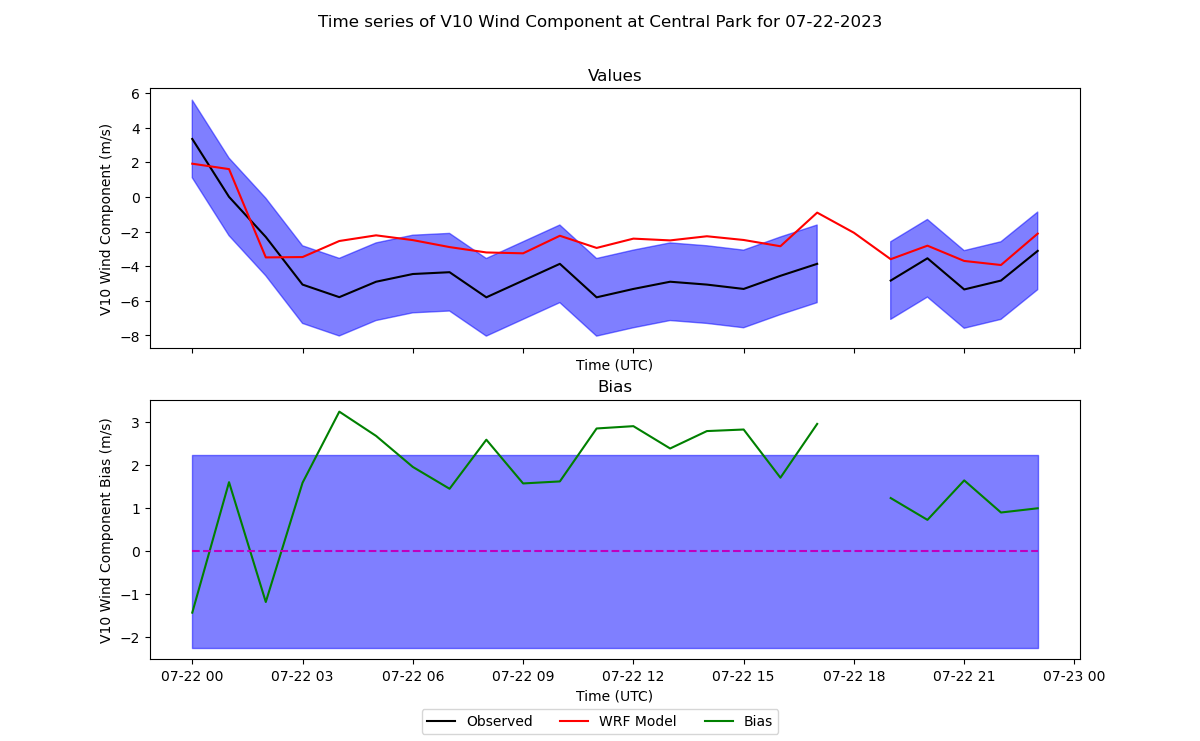 Time series of V10 Wind Component at Central Park for 07-22-2023
Values
V10 Wind Component (m/s)
6
4
2
0
−2
−4
−6
−8
Time (UTC)
Bias
V10 Wind Component Bias (m/s)
3
2
1
0
−1
−2
07-22 00 07-22 03 07-22 06 07-22 09 07-22 12 07-22 15 07-22 18 07-22 21 07-23 00
Time (UTC)
Observed WRF Model Bias